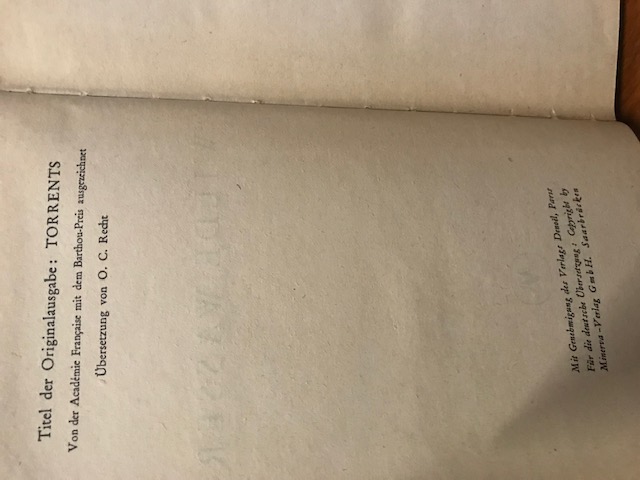 Titel der Originalausgabe: TORRENTS
Von der Académie Française mit dem Barthou-Preis ausgezeichnet
Übersetzung von O. C. Recht
Mit Genehmigung des Verlags Denoël, Paris
Für die deutsche Übersetzung: Copyright by
Minerva-Verlag GmbH. Saarbrücken